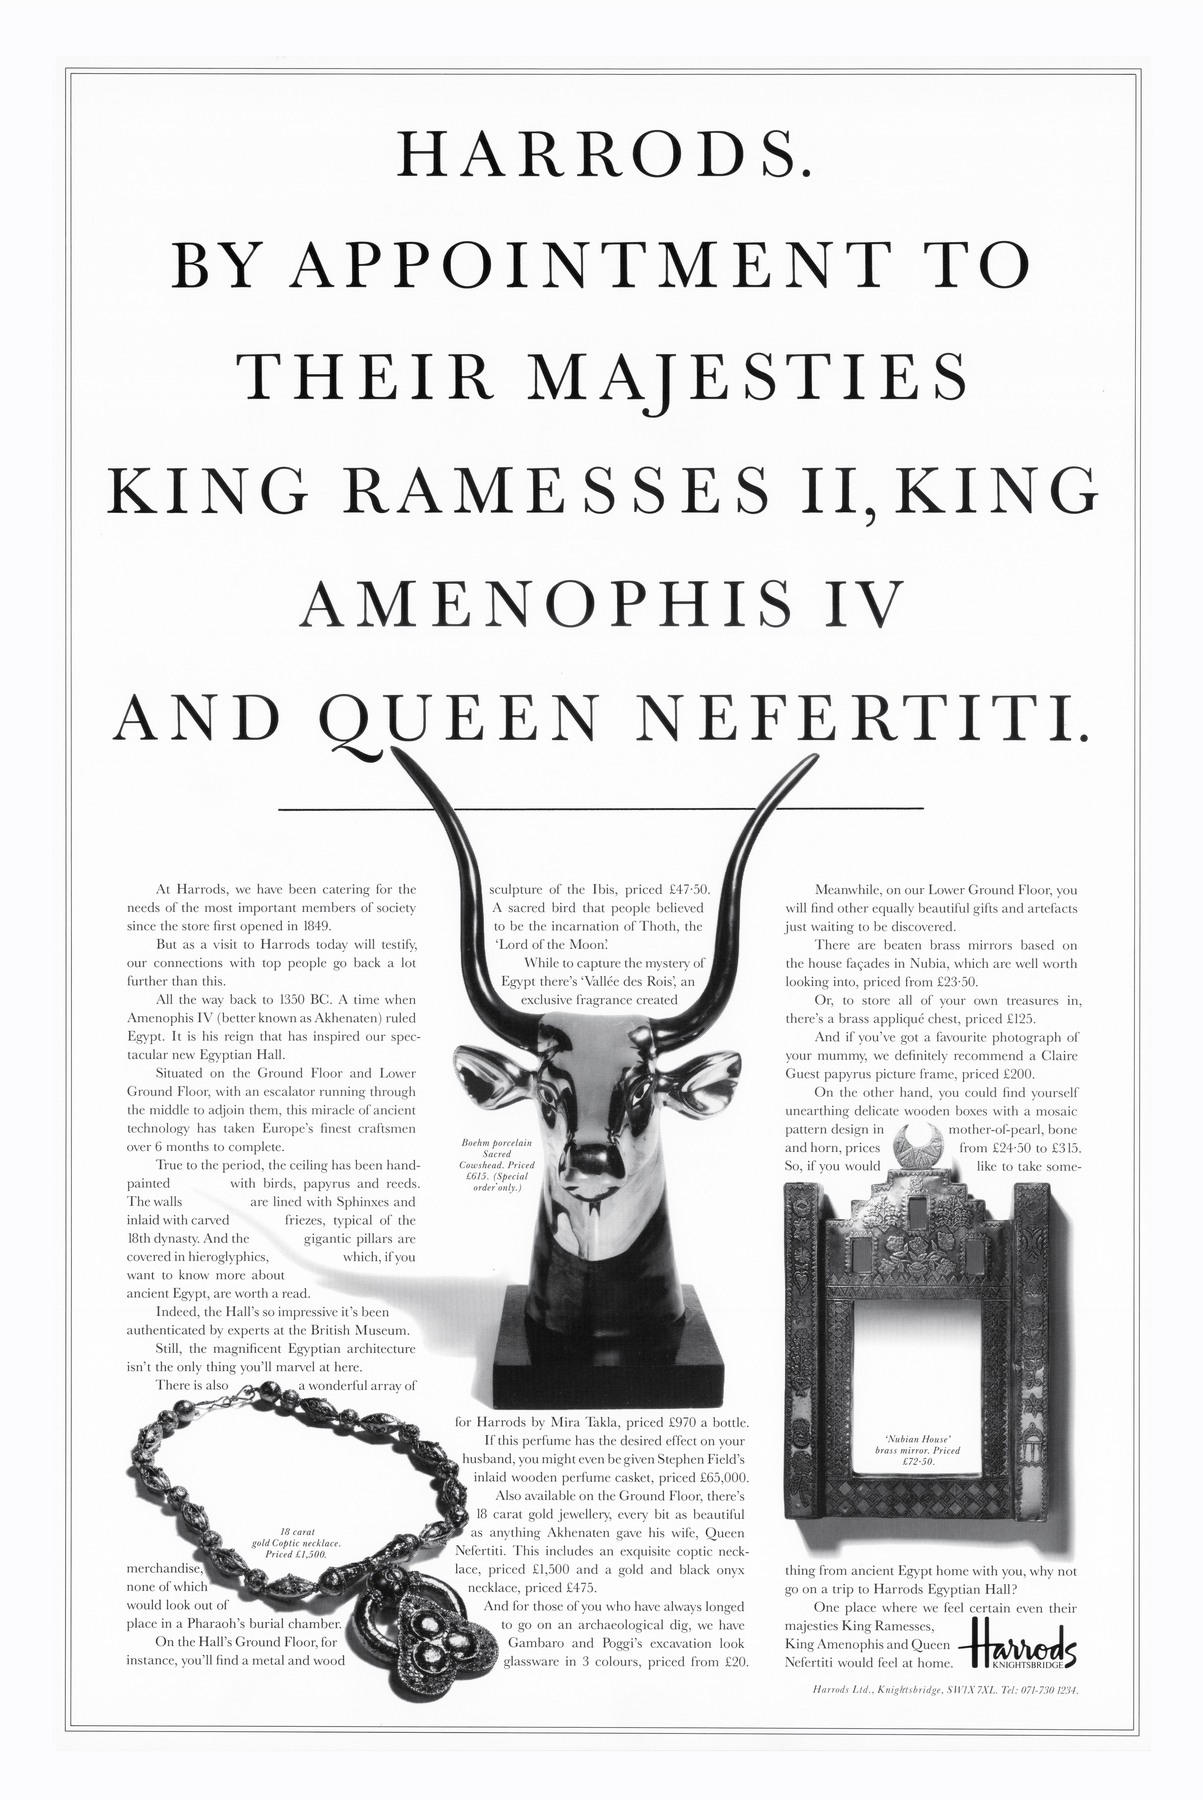 HARRODS.
BY APPOINTMENT TO
THEIR MAJESTIES
KING RAMESSES II, KING
AMENOPHIS IV
AND QUEEN NEFERTITI.
At Harrods, we have been catering for the
needs of the most important members of society
since the store first opened in 1849.
But as a visit to Harrods today will testify,
our connections with top people go back a lot
further than this.
All the way back to 1350 BC. A time when
Amenophis IV (better known as Akhenaten) ruled
Egypt. It is his reign that has inspired our spec-
tacular new Egyptian Hall.
Situated on the Ground Floor and Lower
Ground Floor, with an escalator running through
the middle to adjoin them, this miracle of ancient
technology has taken Europe's finest craftsmen
over 6 months to complete.
True to the period, the ceiling has been hand-
painted with birds, papyrus and reeds.
The walls are lined with Sphinxes and
inlaid with carved friezes, typical of the
18th dynasty. And the gigantic pillars are
covered in hieroglyphics, which, if you
want to know more about
ancient Egypt, are worth a read.
Indeed, the Hall's so impressive it's been
authenticated by experts at the British Museum.
Still, the magnificent Egyptian architecture
isn't the only thing you'll marvel at here.
There is also a wonderful array of
18 carat
gold Coptic necklace.
Priced £1,500.
merchandise,
none of which
would look out of
place in a Pharaoh's burial chamber.
On the Hall's Ground Floor, for
instance, you'll find a metal and wood
sculpture of the Ibis, priced £47·50.
A sacred bird that people believed
to be the incarnation of Thoth, the
'Lord of the Moon'.
While to capture the mystery of
Egypt there's 'Vallée des Rois', an
exclusive fragrance created
Boehm porcelain
Sacred
Cowshead. Priced
£615. (Special
order only.)
for Harrods by Mira Takla, priced £970 a bottle.
If this perfume has the desired effect on your
husband, you might even be given Stephen Field's
inlaid wooden perfume casket, priced £65,000.
Also available on the Ground Floor, there's
18 carat gold jewellery, every bit as beautiful
as anything Akhenaten gave his wife, Queen
Nefertiti. This includes an exquisite coptic neck-
lace, priced £1,500 and a gold and black onyx
necklace, priced £475.
And for those of you who have always longed
to go on an archaeological dig, we have
Gambaro and Poggi's excavation look
glassware in 3 colours, priced from £20.
Meanwhile, on our Lower Ground Floor, you
will find other equally beautiful gifts and artefacts
just waiting to be discovered.
There are beaten brass mirrors based on
the house façades in Nubia, which are well worth
looking into, priced from £23·50.
Or, to store all of your own treasures in,
there's a brass appliqué chest, priced £125.
And if you've got a favourite photograph of
your mummy, we definitely recommend a Claire
Guest papyrus picture frame, priced £200.
On the other hand, you could find yourself
unearthing delicate wooden boxes with a mosaic
pattern design in mother-of-pearl, bone
and horn, prices from £24·50 to £315.
So, if you would like to take some-
'Nubian House'
brass mirror. Priced
£72·50.
thing from ancient Egypt home with you, why not
go on a trip to Harrods Egyptian Hall?
One place where we feel certain even their
majesties King Ramesses,
King Amenophis and Queen
Nefertiti would feel at home.
Harrods
KNIGHTSBRIDGE
Harrods Ltd., Knightsbridge, SW1X 7XL. Tel: 071-730 1234.